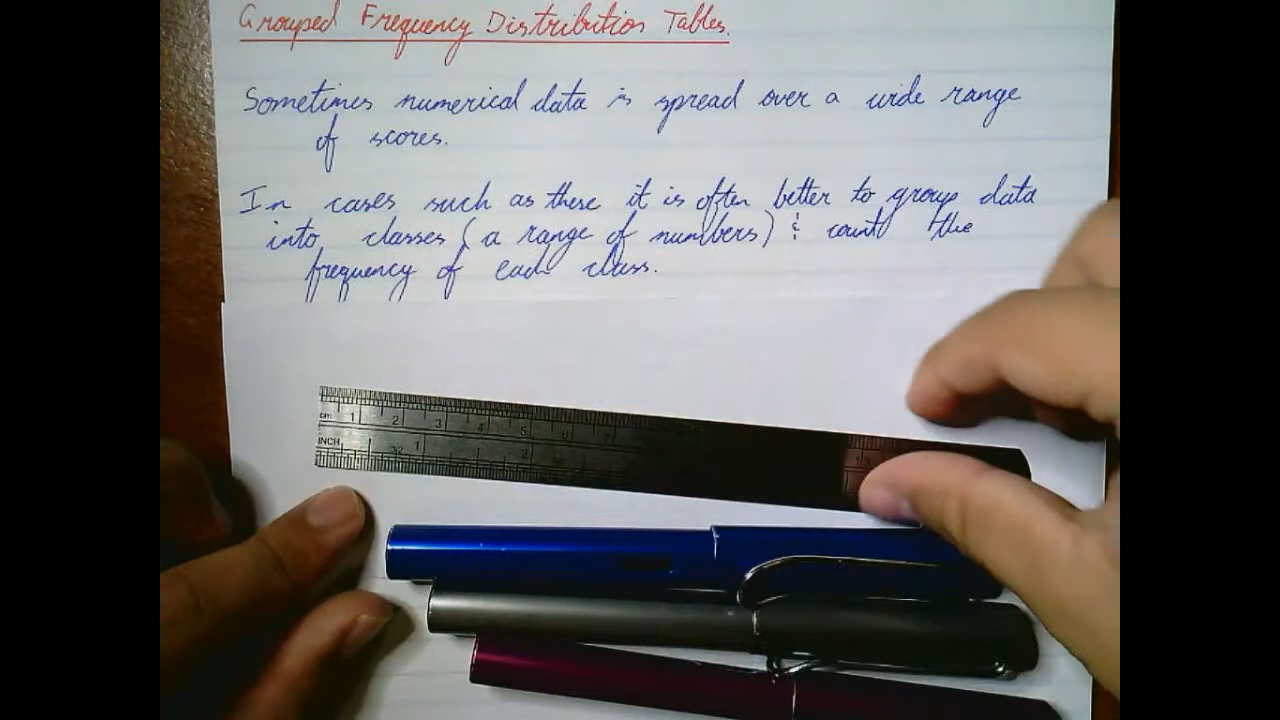 Grouped Frequency Distribution Tables.
Sometimes numerical data is spread over a wide range
of scores.
In cases such as these it is often better to group data
into classes (a range of numbers) & count the
frequency of each class.
cm 1 2 3 4 5 6 7
INCH 32 1 2